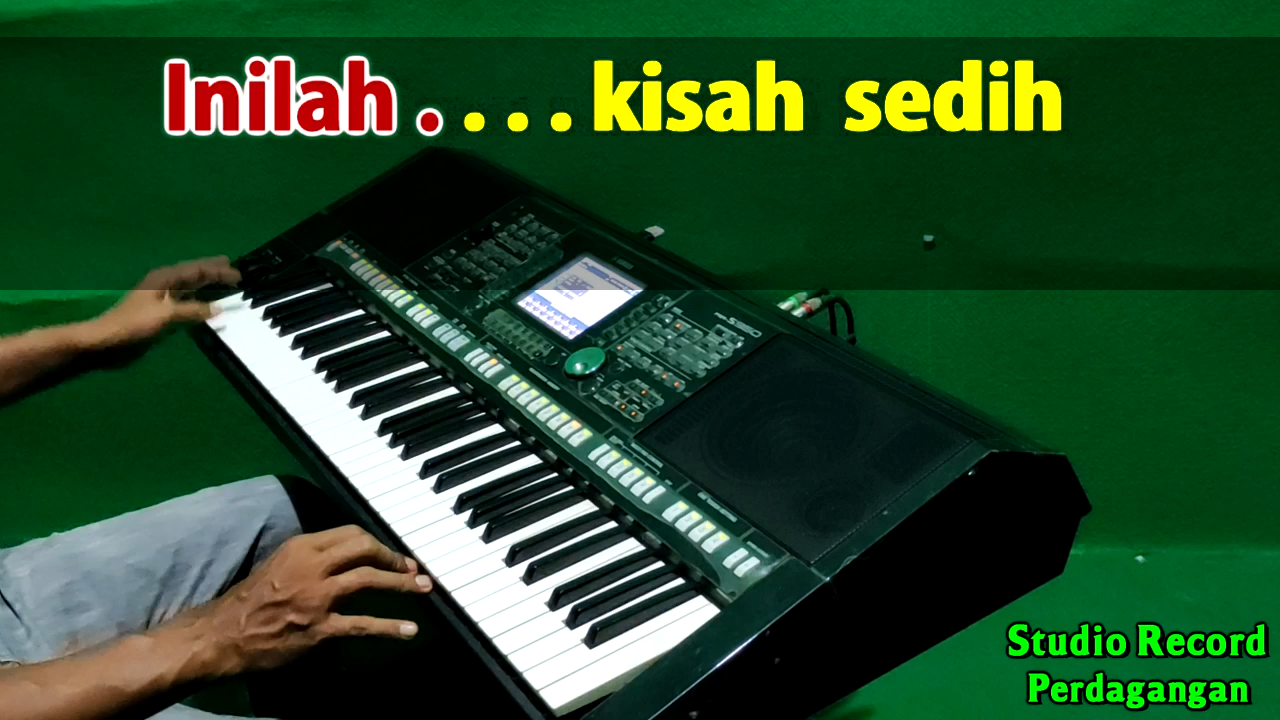 Inilah . . . . kisah sedih
Studio Record
Perdagangan